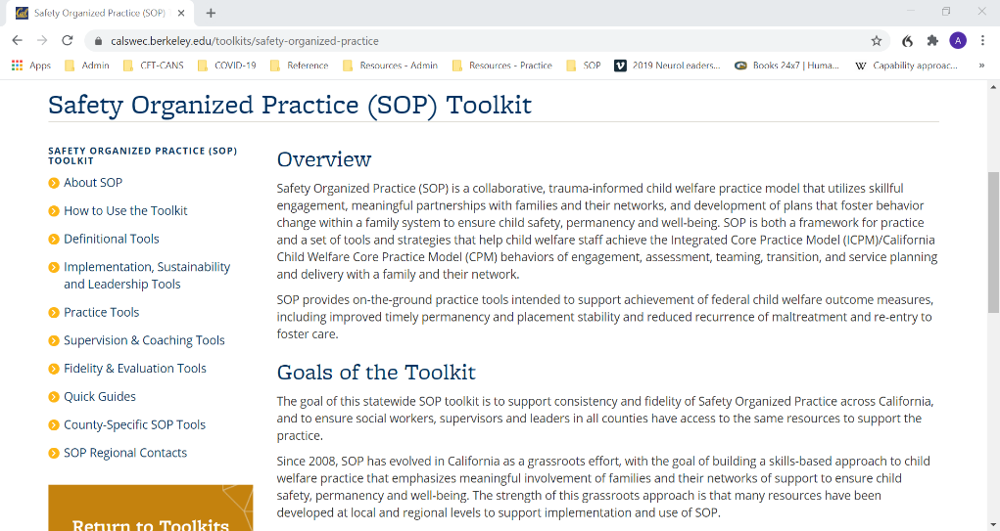 Safety Organized Practice (SOP)
calswec.berkeley.edu/toolkits/safety-organized-practice
A
Apps
Admin
CFT-CANS
COVID-19
Reference
Resources - Admin
Resources - Practice
SOP
2019 NeuroLeaders...
Books 24x7 | Huma...
Capability approac...
Safety Organized Practice (SOP) Toolkit
SAFETY ORGANIZED PRACTICE (SOP)
TOOLKIT
About SOP
How to Use the Toolkit
Definitional Tools
Implementation, Sustainability
and Leadership Tools
Practice Tools
Supervision & Coaching Tools
Fidelity & Evaluation Tools
Quick Guides
County-Specific SOP Tools
SOP Regional Contacts
Return to Toolkits
Overview
Safety Organized Practice (SOP) is a collaborative, trauma-informed child welfare practice model that utilizes skillful
engagement, meaningful partnerships with families and their networks, and development of plans that foster behavior
change within a family system to ensure child safety, permanency and well-being. SOP is both a framework for practice
and a set of tools and strategies that help child welfare staff achieve the Integrated Core Practice Model (ICPM)/California
Child Welfare Core Practice Model (CPM) behaviors of engagement, assessment, teaming, transition, and service planning
and delivery with a family and their network.
SOP provides on-the-ground practice tools intended to support achievement of federal child welfare outcome measures,
including improved timely permanency and placement stability and reduced recurrence of maltreatment and re-entry to
foster care.
Goals of the Toolkit
The goal of this statewide SOP toolkit is to support consistency and fidelity of Safety Organized Practice across California,
and to ensure social workers, supervisors and leaders in all counties have access to the same resources to support the
practice.
Since 2008, SOP has evolved in California as a grassroots effort, with the goal of building a skills-based approach to child
welfare practice that emphasizes meaningful involvement of families and their networks of support to ensure child
safety, permanency and well-being. The strength of this grassroots approach is that many resources have been
developed at local and regional levels to support implementation and use of SOP.